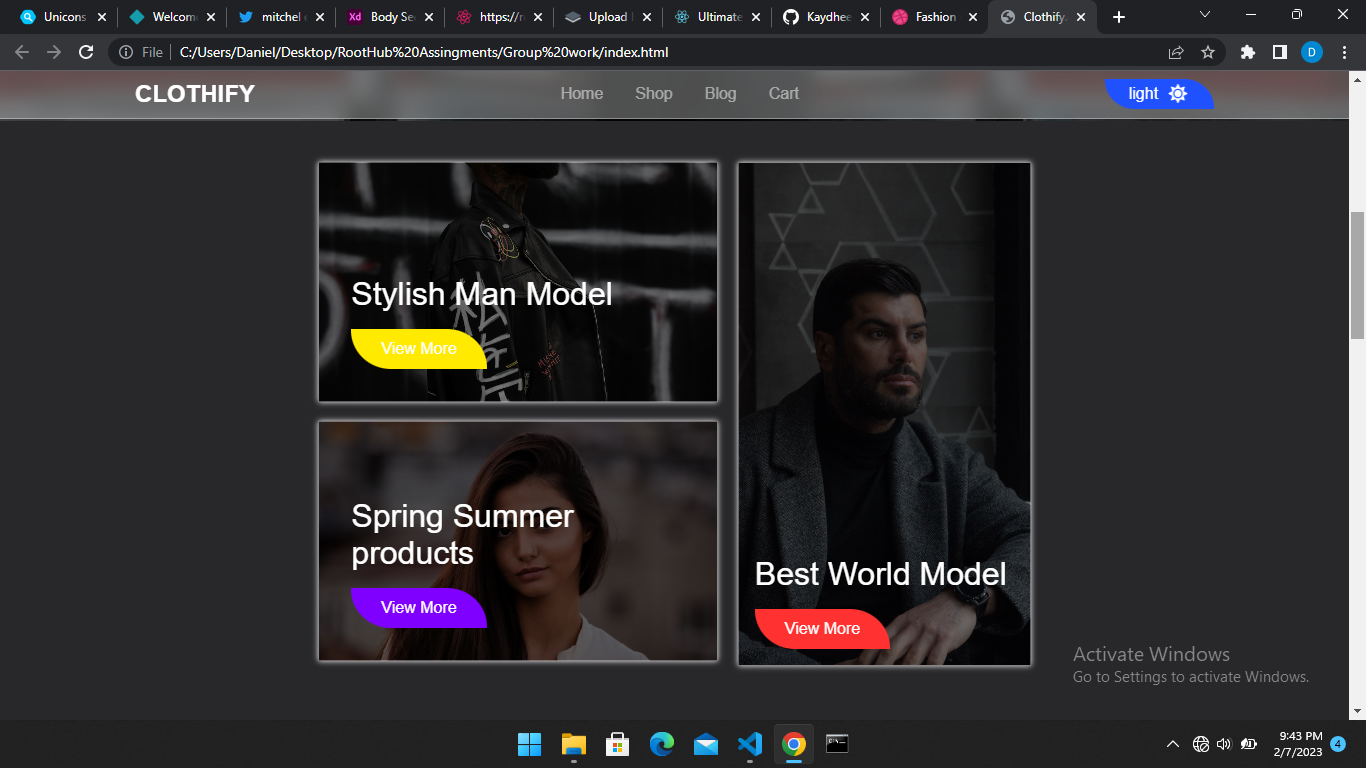 Unicons
Welcome
mitchel
Xd
Body Se
https://r
Upload
Ultimate
Kaydhee
Fashion
Clothify.
File
C:/Users/Daniel/Desktop/RootHub%20Assingments/Group%20work/index.html
D
CLOTHIFY
Home
Shop
Blog
Cart
light
Stylish Man Model
View More
Spring Summer
products
View More
Best World Model
View More
Activate Windows
Go to Settings to activate Windows.
9:43 PM
2/7/2023
4